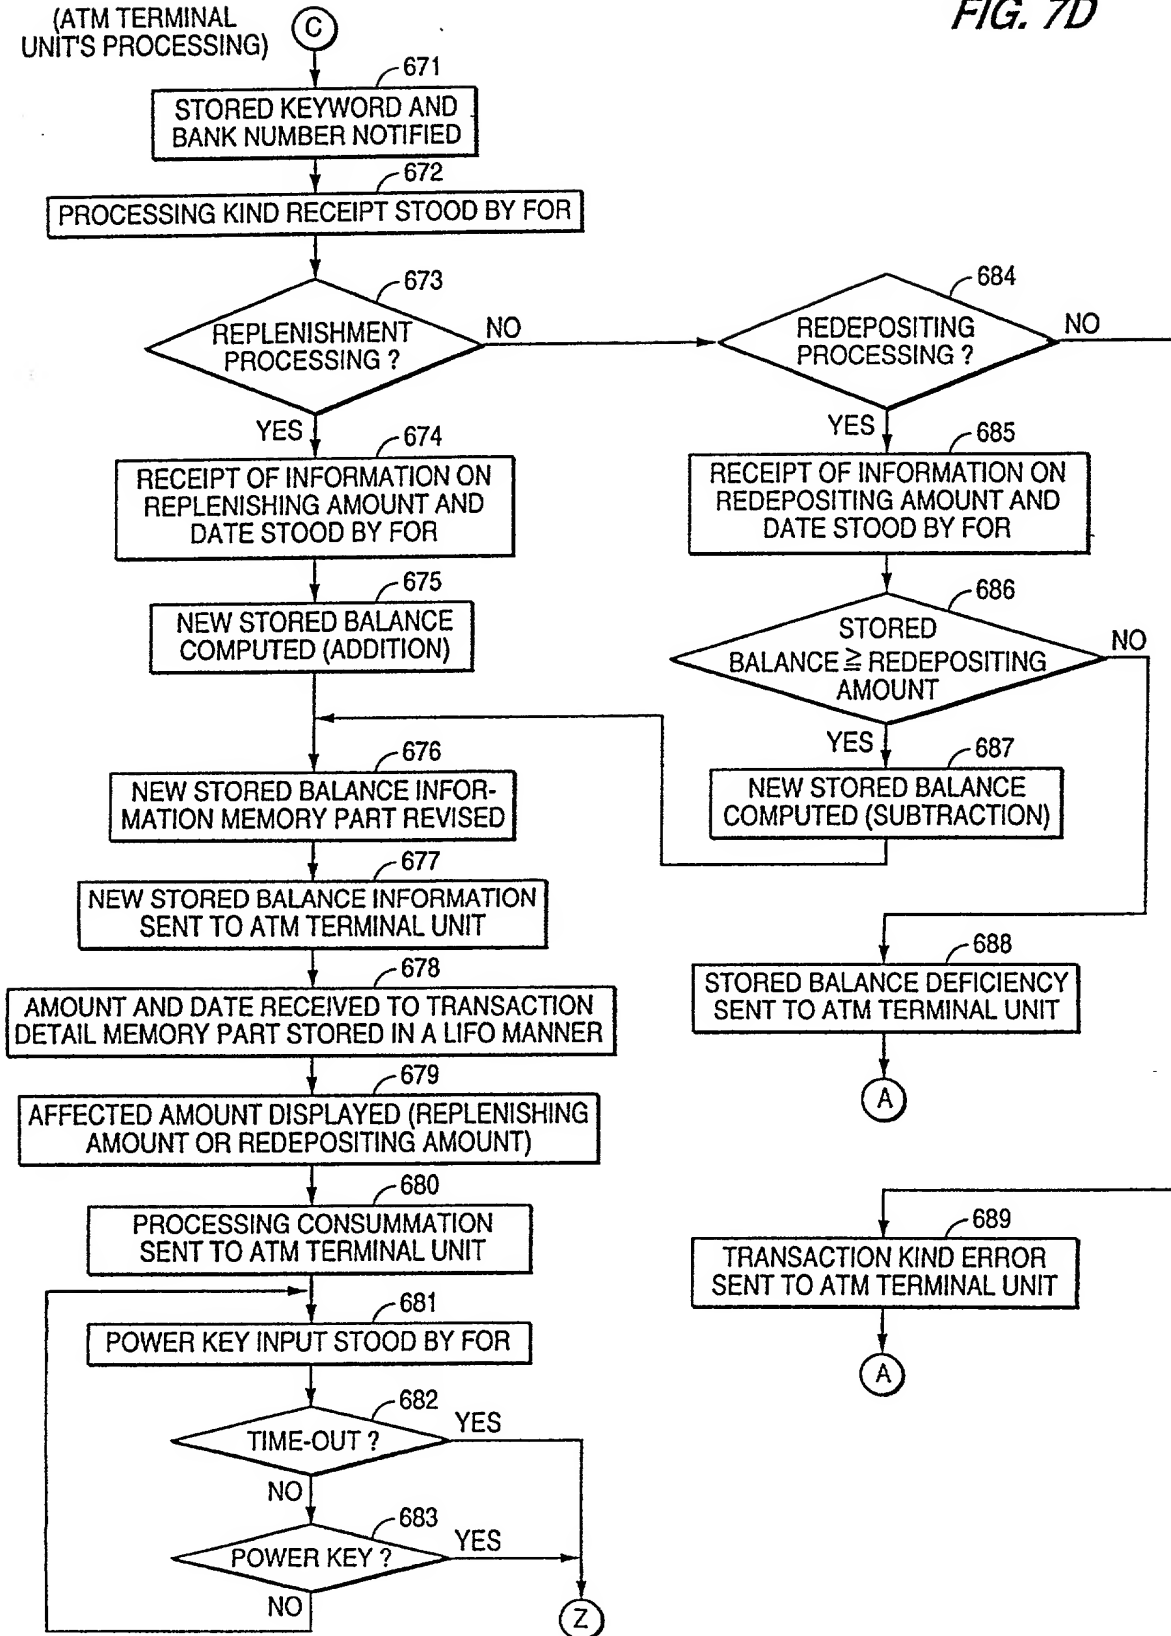 (ATM TERMINAL
UNIT'S PROCESSING)
C
FIG. 7D
671
STORED KEYWORD AND
BANK NUMBER NOTIFIED
672
PROCESSING KIND RECEIPT STOOD BY FOR
673
REPLENISHMENT
PROCESSING ?
NO
YES
684
REDEPOSITING
PROCESSING ?
NO
YES
674
RECEIPT OF INFORMATION ON
REPLENISHING AMOUNT AND
DATE STOOD BY FOR
685
RECEIPT OF INFORMATION ON
REDEPOSITING AMOUNT AND
DATE STOOD BY FOR
675
NEW STORED BALANCE
COMPUTED (ADDITION)
686
STORED
BALANCE ≧ REDEPOSITING
AMOUNT
NO
YES
676
NEW STORED BALANCE INFOR-
MATION MEMORY PART REVISED
687
NEW STORED BALANCE
COMPUTED (SUBTRACTION)
677
NEW STORED BALANCE INFORMATION
SENT TO ATM TERMINAL UNIT
678
AMOUNT AND DATE RECEIVED TO TRANSACTION
DETAIL MEMORY PART STORED IN A LIFO MANNER
688
STORED BALANCE DEFICIENCY
SENT TO ATM TERMINAL UNIT
A
679
AFFECTED AMOUNT DISPLAYED (REPLENISHING
AMOUNT OR REDEPOSITING AMOUNT)
680
PROCESSING CONSUMMATION
SENT TO ATM TERMINAL UNIT
689
TRANSACTION KIND ERROR
SENT TO ATM TERMINAL UNIT
A
681
POWER KEY INPUT STOOD BY FOR
682
TIME-OUT ?
YES
NO
683
POWER KEY ?
YES
NO
Z